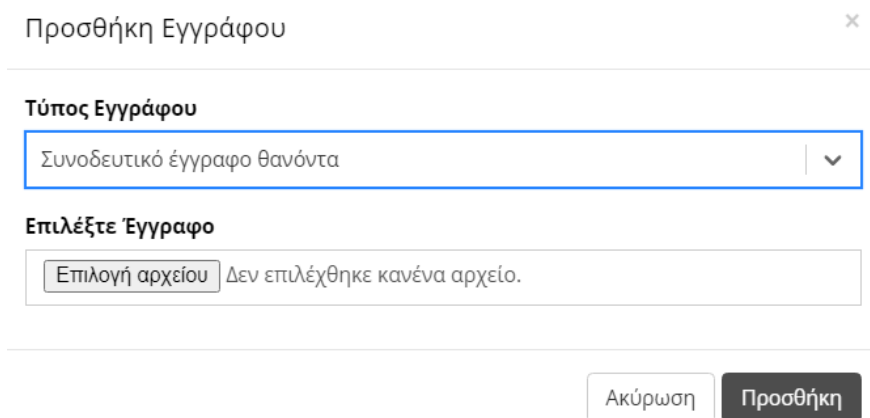 Προσθήκη Εγγράφου ×
Τύπος Εγγράφου
Συνοδευτικό έγγραφο θανόντα
Επιλέξτε Έγγραφο
Επιλογή αρχείου Δεν επιλέχθηκε κανένα αρχείο.
Ακύρωση Προσθήκη